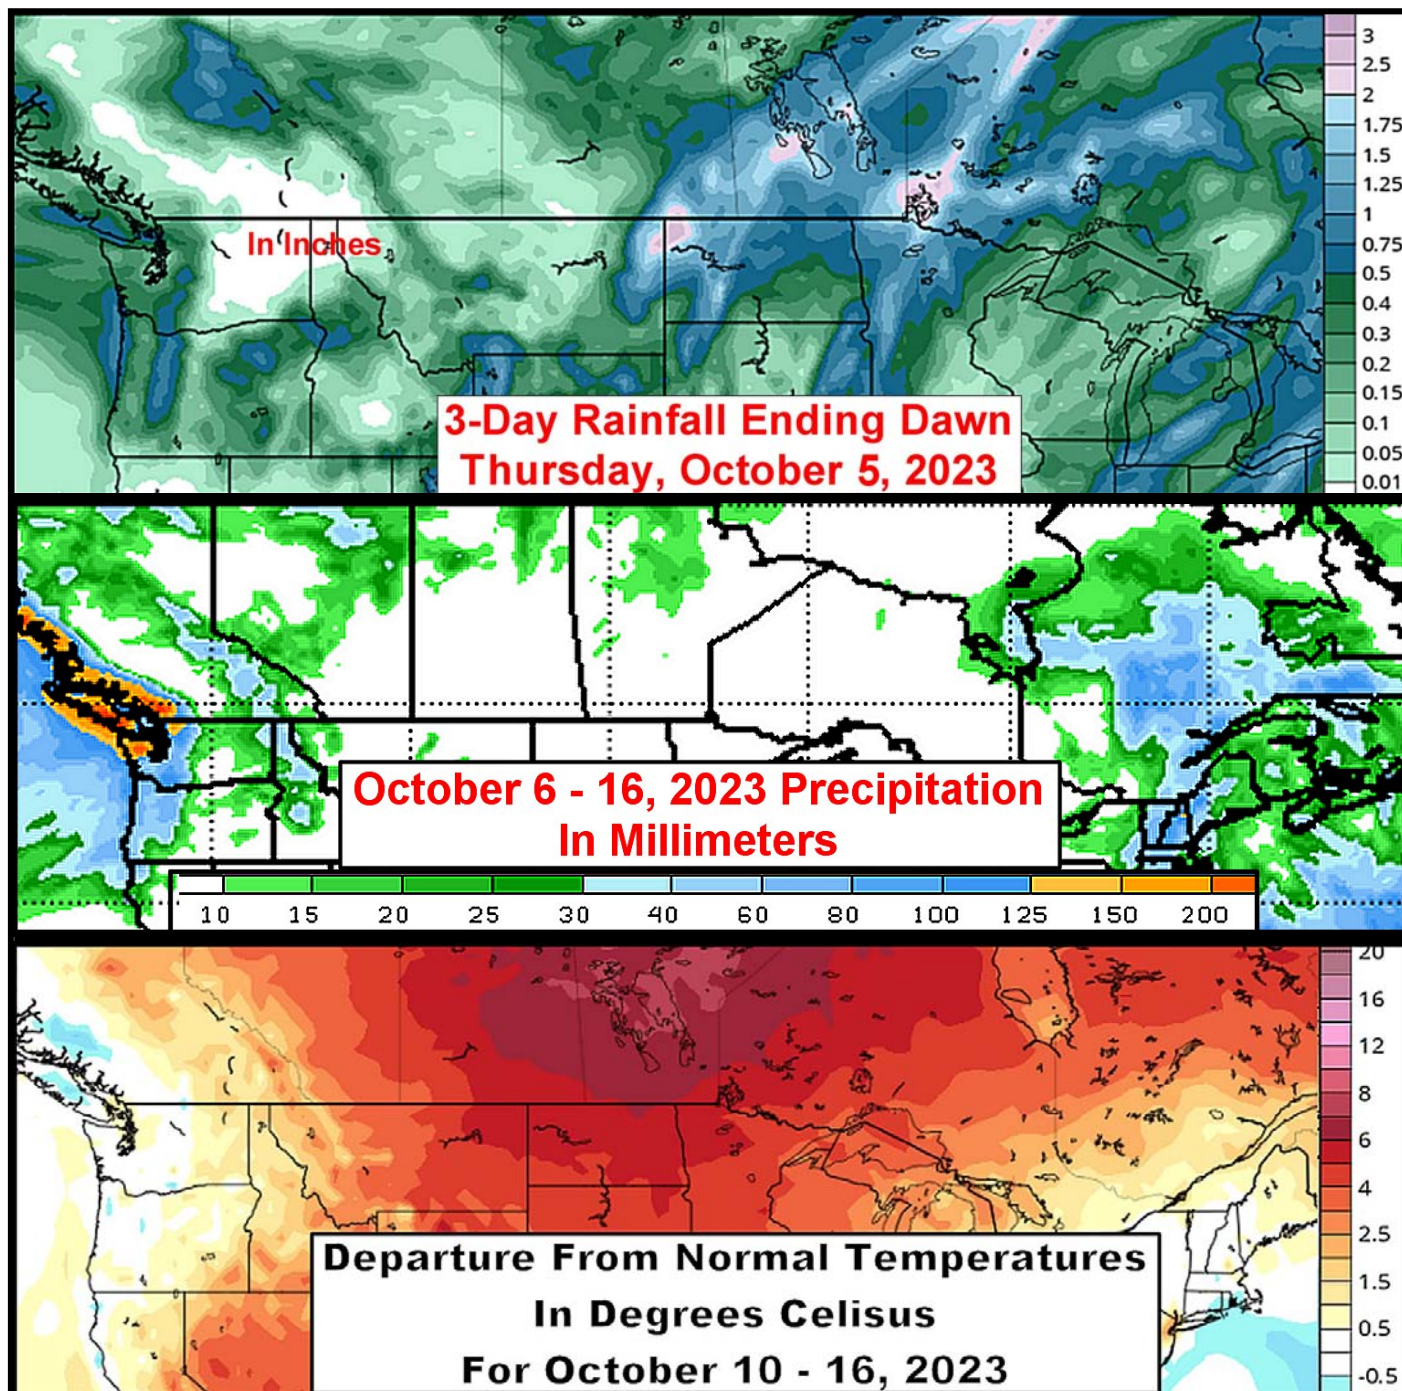 3
2.5
2
1.75
1.5
1.25
1
0.75
0.5
0.4
0.3
0.2
0.15
0.1
0.05
0.01
In Inches
3-Day Rainfall Ending Dawn
Thursday, October 5, 2023
October 6 - 16, 2023 Precipitation
In Millimeters
10 15 20 25 30 40 60 80 100 125 150 200
20
16
12
8
6
4
2.5
1.5
0.5
-0.5
Departure From Normal Temperatures
In Degrees Celisus
For October 10 - 16, 2023